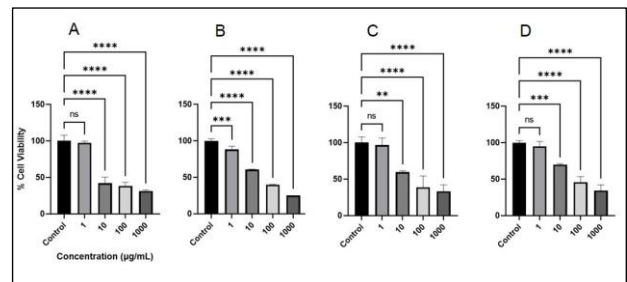 A B C D
**** **** **** ****
**** **** **** ****
**** **** ** ***
ns *** ns ns
% Cell Viability
150 150 150 150
100 100 100 100
50 50 50 50
0 0 0 0
Control 1 10 100 1000 Control 1 10 100 1000 Control 1 10 100 1000 Control 1 10 100 1000
Concentration (µg/mL)